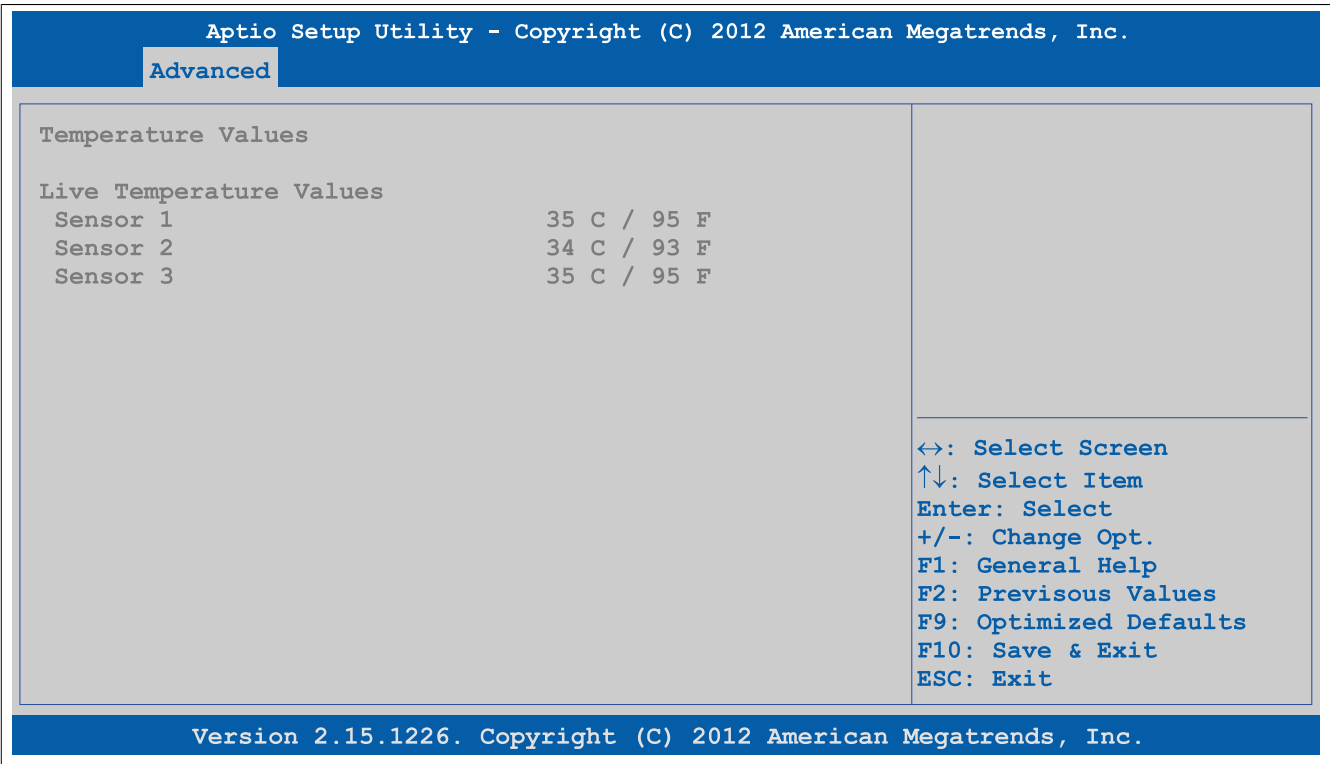 Aptio Setup Utility - Copyright (C) 2012 American Megatrends, Inc.
Advanced
Temperature Values
Live Temperature Values
Sensor 1 35 C / 95 F
Sensor 2 34 C / 93 F
Sensor 3 35 C / 95 F
↔: Select Screen
↑↓: Select Item
Enter: Select
+/-: Change Opt.
F1: General Help
F2: Previsous Values
F9: Optimized Defaults
F10: Save & Exit
ESC: Exit
Version 2.15.1226. Copyright (C) 2012 American Megatrends, Inc.